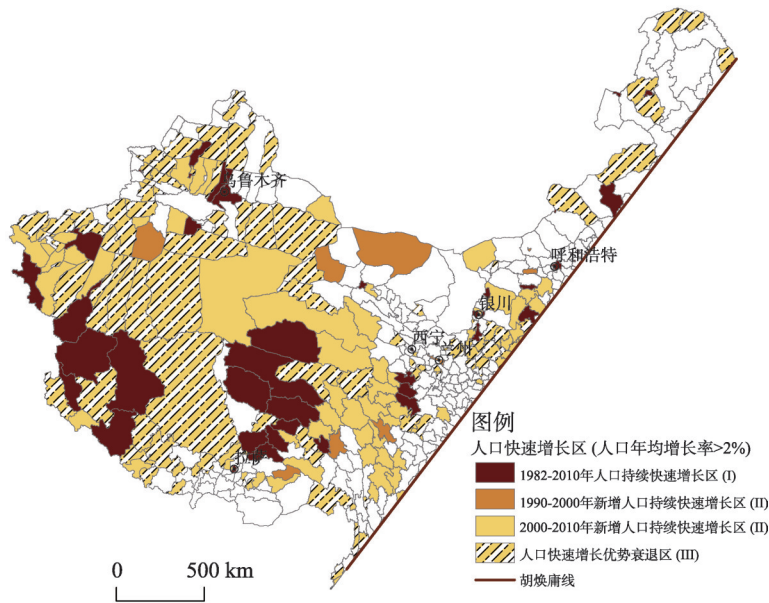 乌鲁木齐
呼和浩特
银川
西宁
兰州
拉萨
图例
人口快速增长区 (人口年均增长率>2%)
1982-2010年人口持续快速增长区 (I)
1990-2000年新增人口持续快速增长区 (II)
2000-2010年新增人口持续快速增长区 (II)
人口快速增长优势衰退区 (III)
胡焕庸线
0 500 km